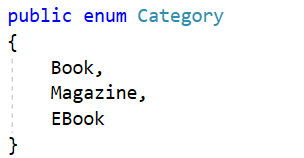 public enum Category
{
    Book,
    Magazine,
    EBook
}